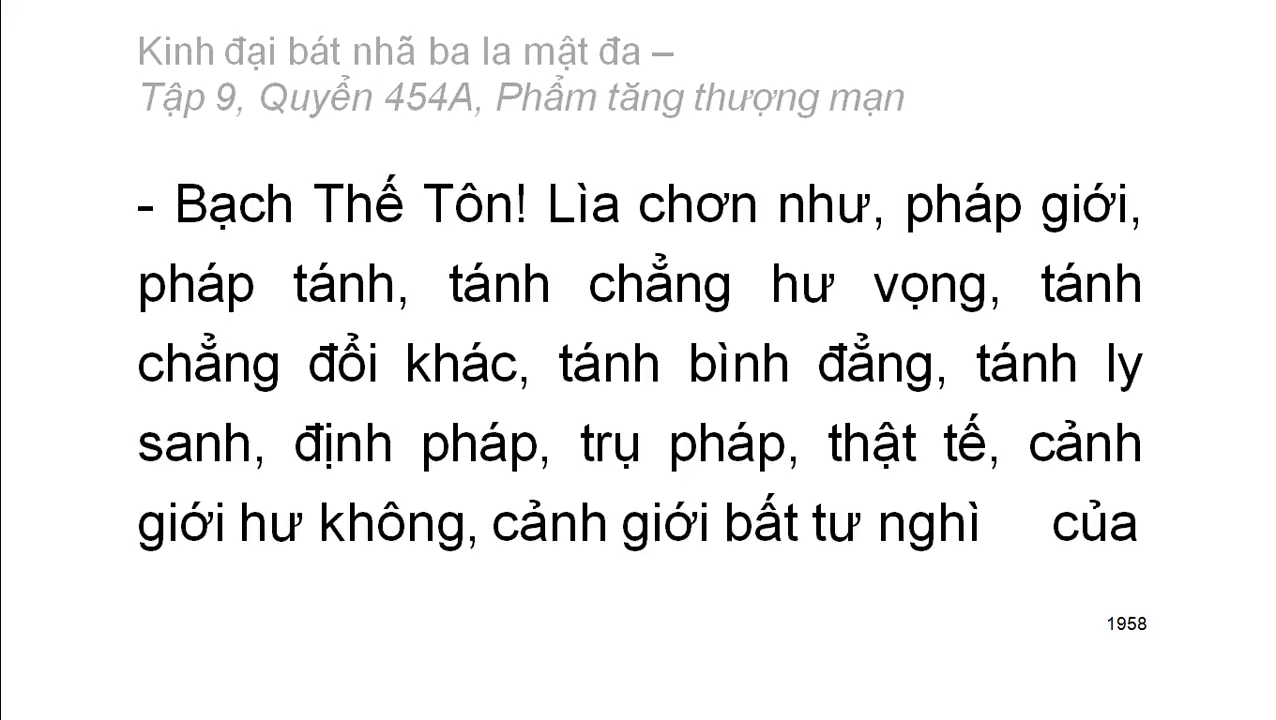 Kinh đại bát nhã ba la mật đa –
Tập 9, Quyển 454A, Phẩm tăng thượng mạn
- Bạch Thế Tôn! Lìa chơn như, pháp giới,
pháp tánh, tánh chẳng hư vọng, tánh
chẳng đổi khác, tánh bình đẳng, tánh ly
sanh, định pháp, trụ pháp, thật tế, cảnh
giới hư không, cảnh giới bất tư nghì của
1958